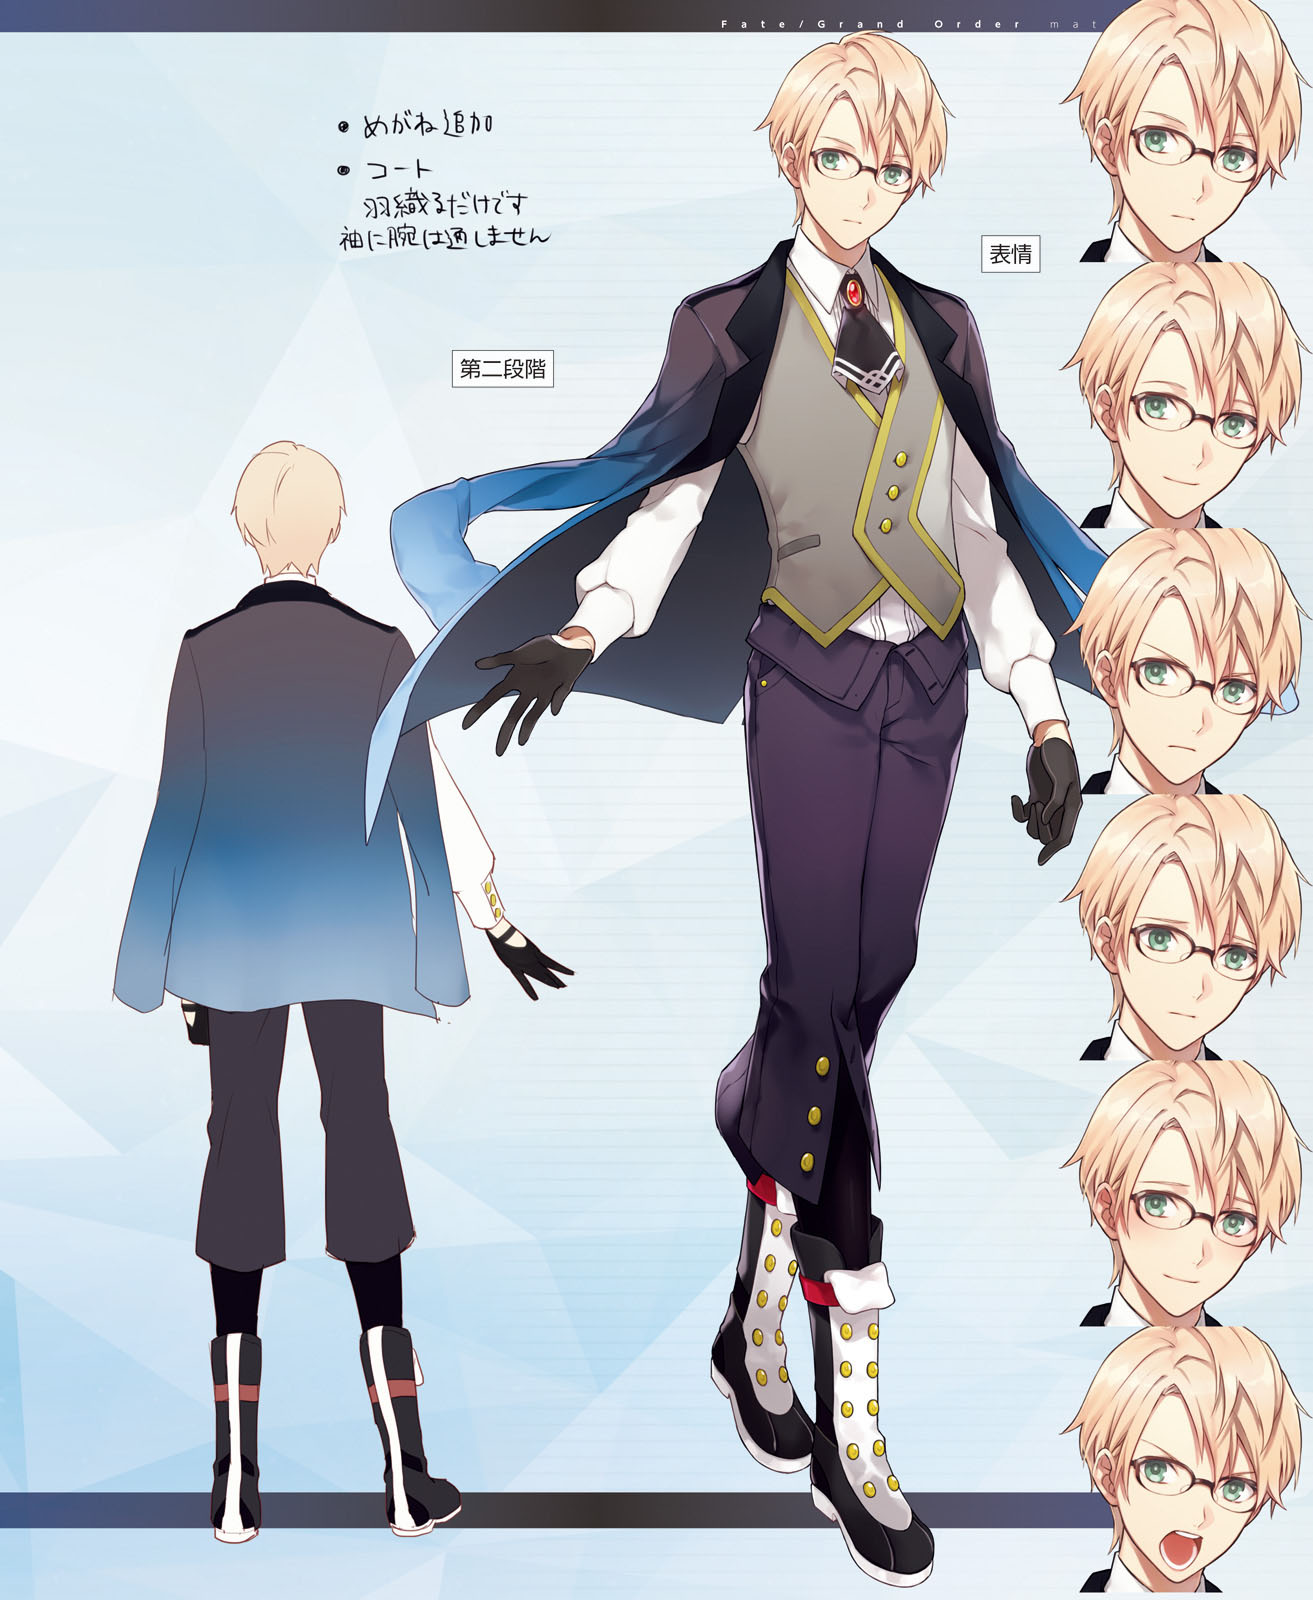 Fate/Grand Order mat
• めがね追加
• コート
羽織るだけです
袖に腕は通しません
表情
第二段階